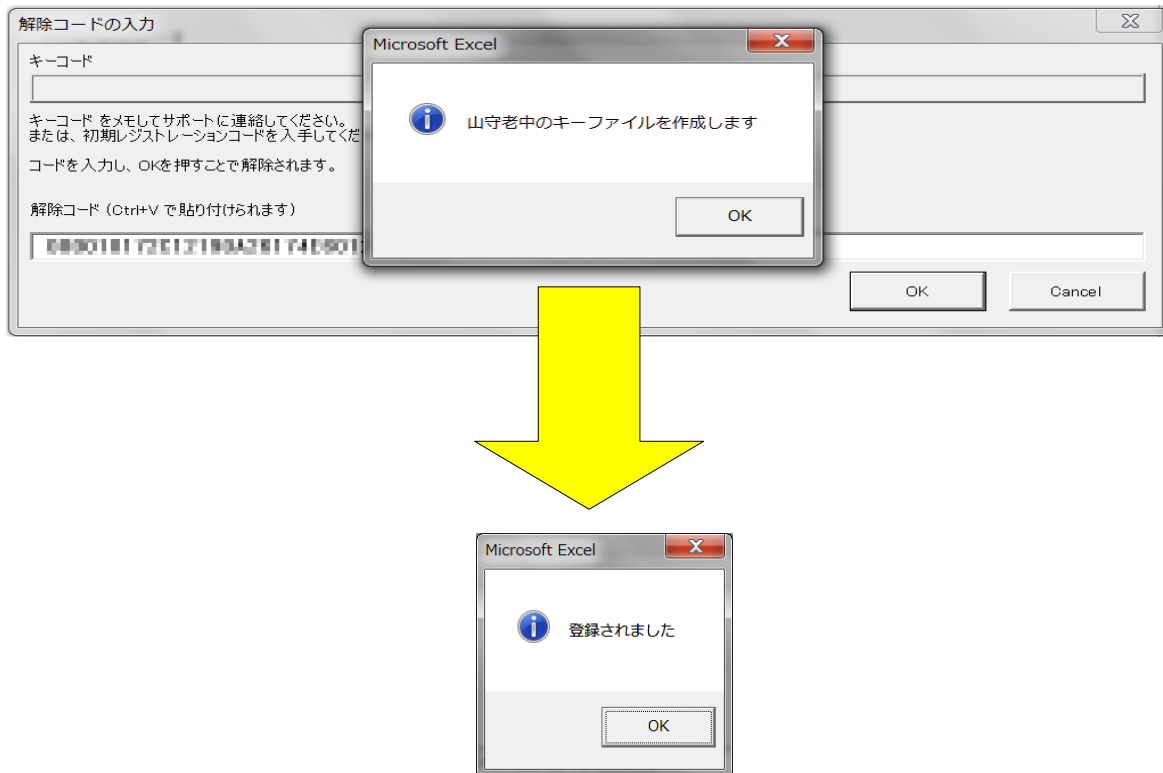 解除コードの入力
Microsoft Excel
キーコード
山守老中のキーファイルを作成します
キーコード をメモしてサポートに連絡してください。
または、初期レジストレーションコードを入手してくだ
コードを入力し、OKを押すことで解除されます。
OK
解除コード（Ctrl+V で貼り付けられます）
OK
Cancel
Microsoft Excel
登録されました
OK